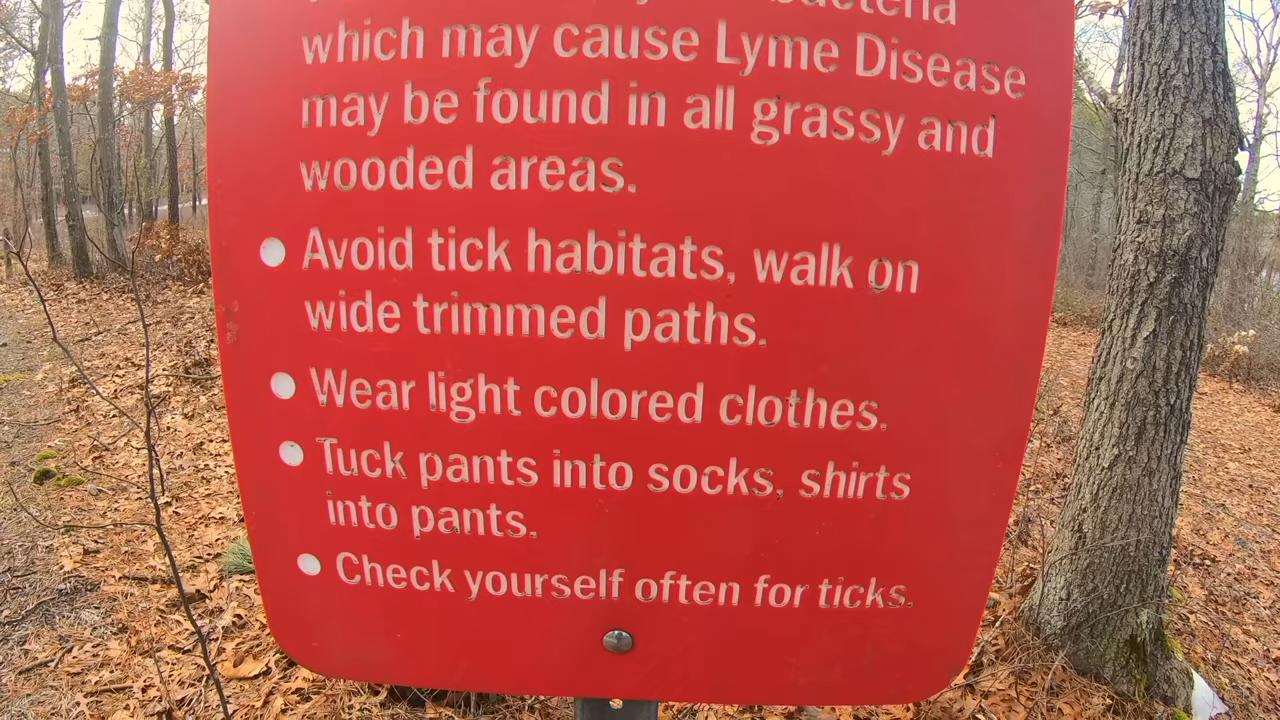 bacteria
which may cause Lyme Disease
may be found in all grassy and
wooded areas.
Avoid tick habitats, walk on
wide trimmed paths.
Wear light colored clothes.
Tuck pants into socks, shirts
into pants.
Check yourself often for ticks.